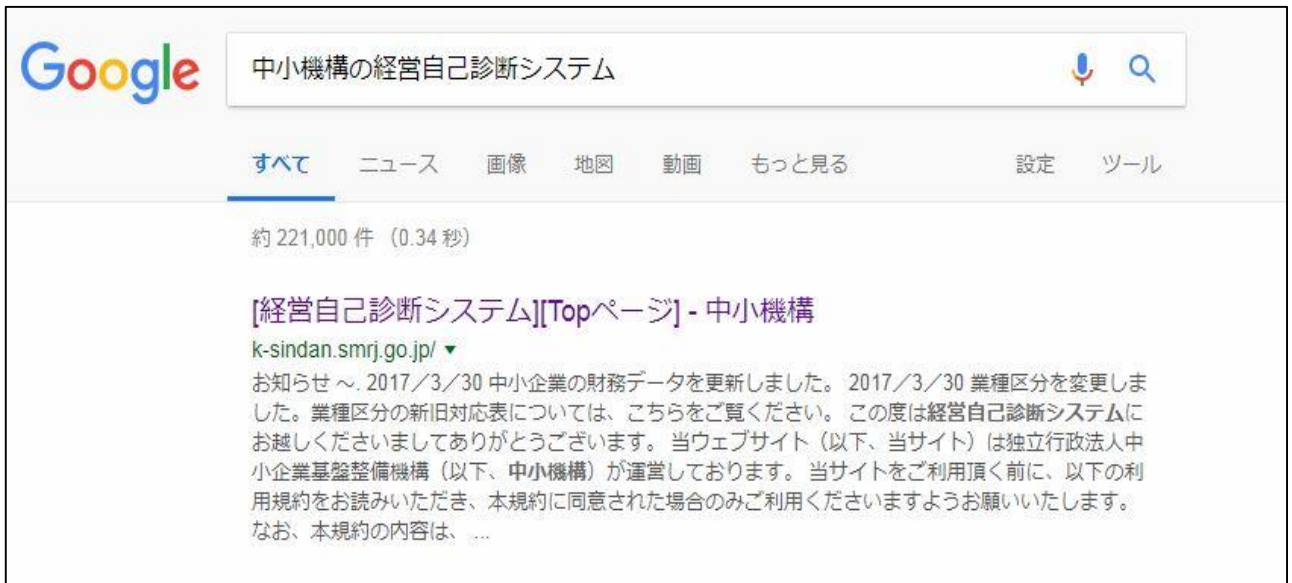 Google
中小機構の経営自己診断システム
すべて ニュース 画像 地図 動画 もっと見る 設定 ツール
約 221,000 件 （0.34 秒）
[経営自己診断システム][Topページ] - 中小機構
k-sindan.smrj.go.jp/ ▼
お知らせ ～. 2017／3／30 中小企業の財務データを更新しました。 2017／3／30 業種区分を変更しま
した。業種区分の新旧対応表については、こちらをご覧ください。 この度は経営自己診断システムに
お越しくださいましてありがとうございます。 当ウェブサイト（以下、当サイト）は独立行政法人中
小企業基盤整備機構（以下、中小機構）が運営しております。 当サイトをご利用頂く前に、以下の利
用規約をお読みいただき、本規約に同意された場合のみご利用くださいますようお願いいたします。
なお、本規約の内容は、 ...